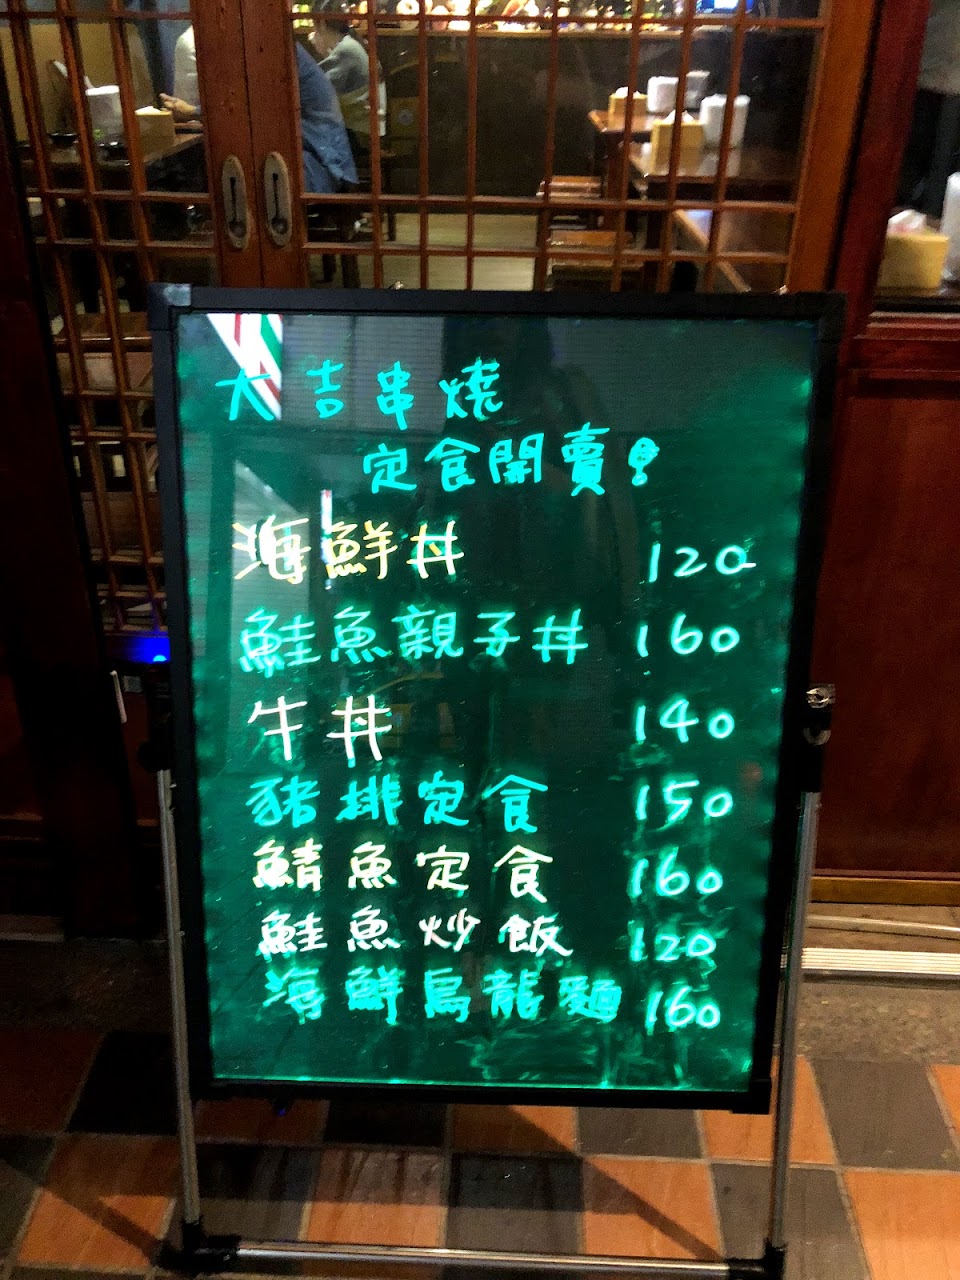 大吉串燒
定食開賣!
海鮮丼 120
鮭魚親子丼 160
牛丼 140
豬排定食 150
鯖魚定食 160
鮭魚炒飯 120
海鮮烏龍麵 160